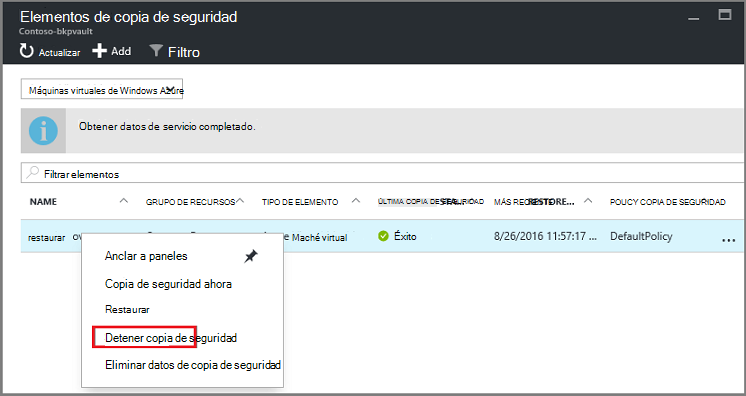 Elementos de copia de seguridad
Contoso-bkpvault
Actualizar Add Filtro
Máquinas virtuales de Windows Azure
Obtener datos de servicio completado.
Filtrar elementos
NAME GRUPO DE RECURSOS TIPO DE ELEMENTO ÚLTIMA COPIA DE SEGURIDAD MÁS RECIENTE RESTORE... POUCY COPIA DE SEGURIDAD
restaurar Maché virtual Éxito 8/26/2016 11:57:17 ... DefaultPolicy ...
Anclar a paneles
Copia de seguridad ahora
Restaurar
Detener copia de seguridad
Eliminar datos de copia de seguridad